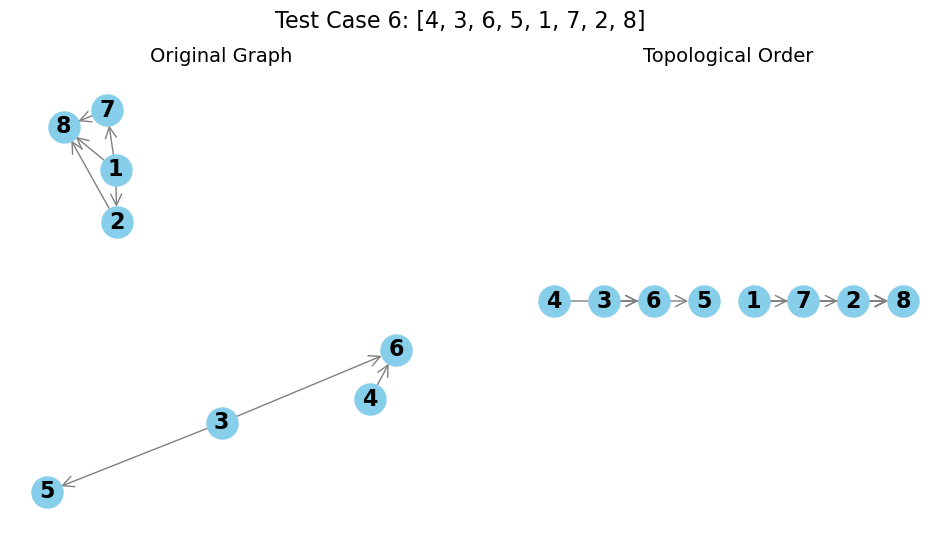 Test Case 6: [4, 3, 6, 5, 1, 7, 2, 8]
Original Graph
7
8
1
2
6
4
3
5
Topological Order
4 3 6 5 1 7 2 8